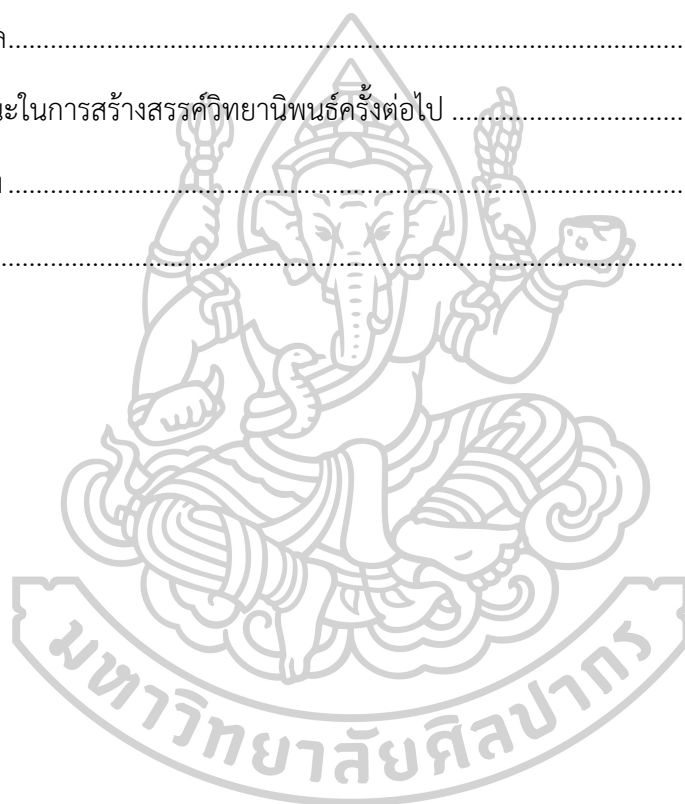 ล................................................................................
ะในการสร้างสรรค์วิทยานิพนธ์ครั้งต่อไป ...........................
................................................................................
................................................................................
มหาวิทยาลัยศิลปากร